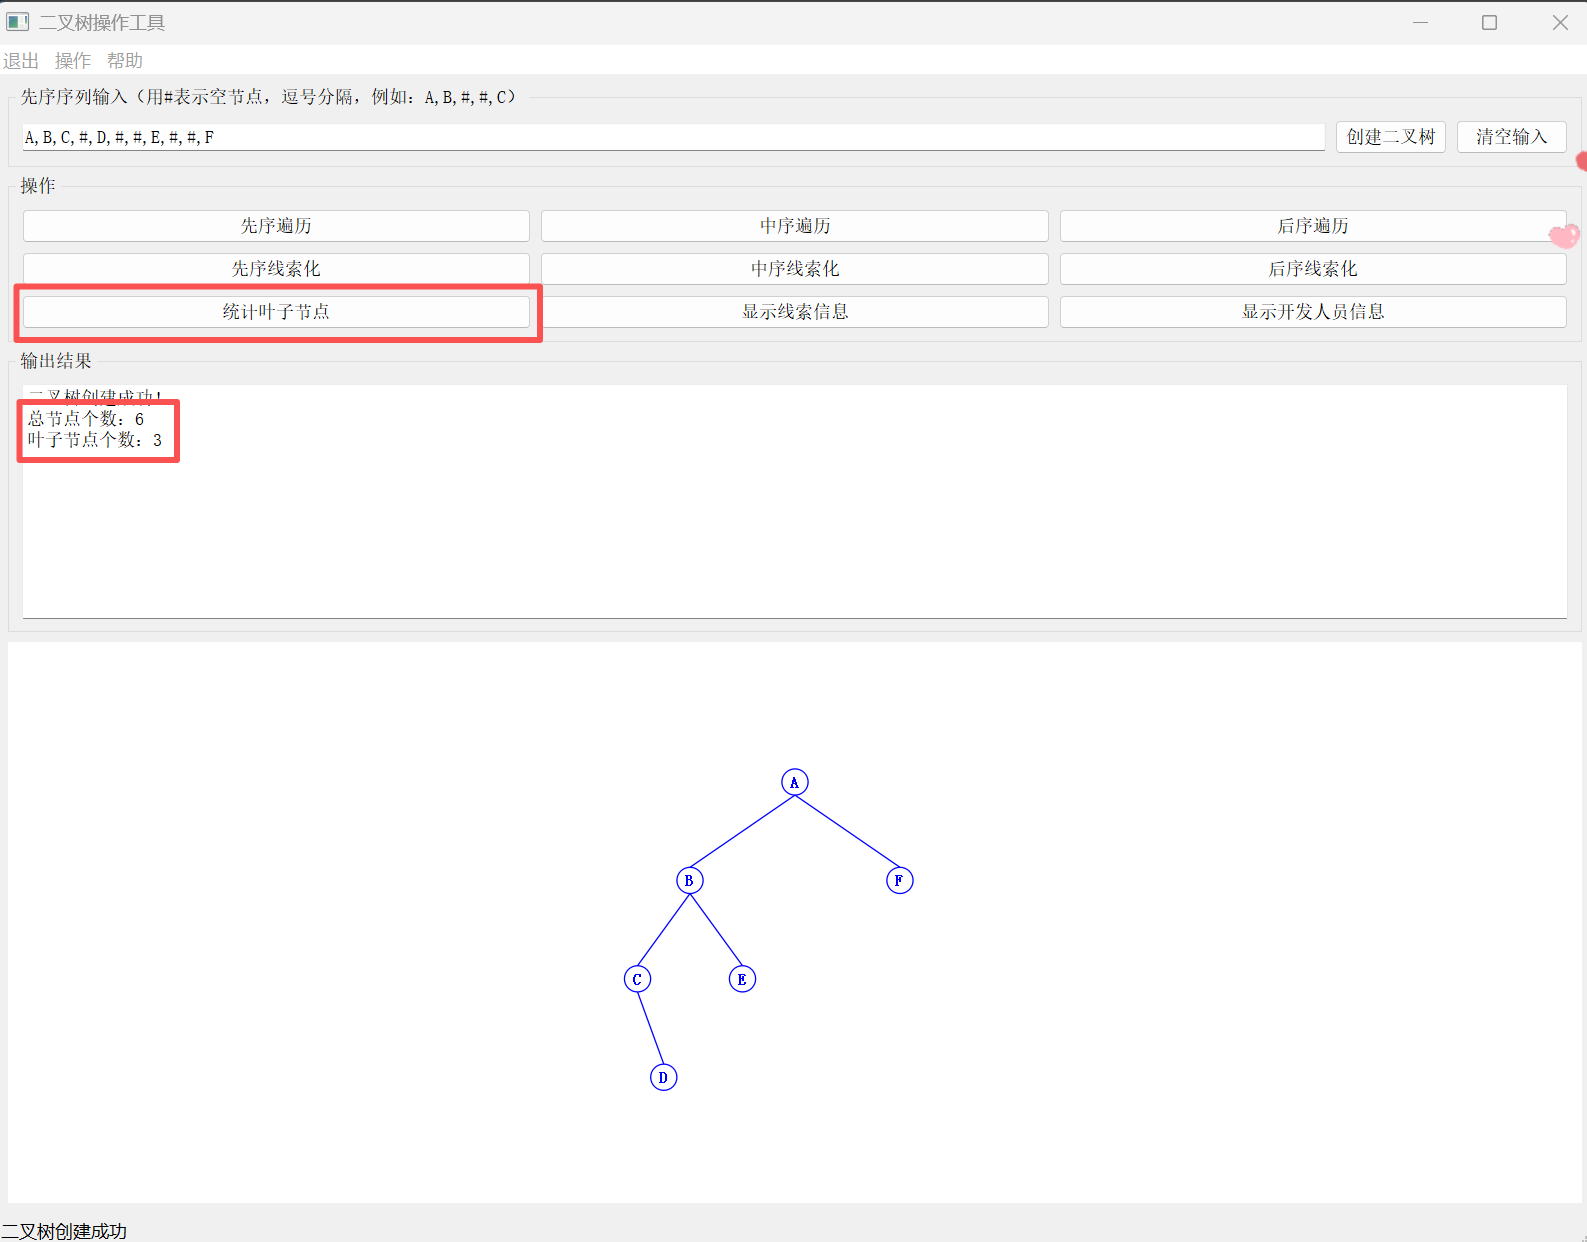 二叉树操作工具
退出 操作 帮助
先序序列输入（用#表示空节点，逗号分隔，例如：A,B,#,#,C）
A,B,C,#,D,#,#,E,#,#,F
创建二叉树 清空输入
操作
先序遍历 中序遍历 后序遍历
先序线索化 中序线索化 后序线索化
统计叶子节点 显示线索信息 显示开发人员信息
输出结果
二叉树创建成功！
总节点个数：6
叶子节点个数：3
A
B F
C E
D
二叉树创建成功